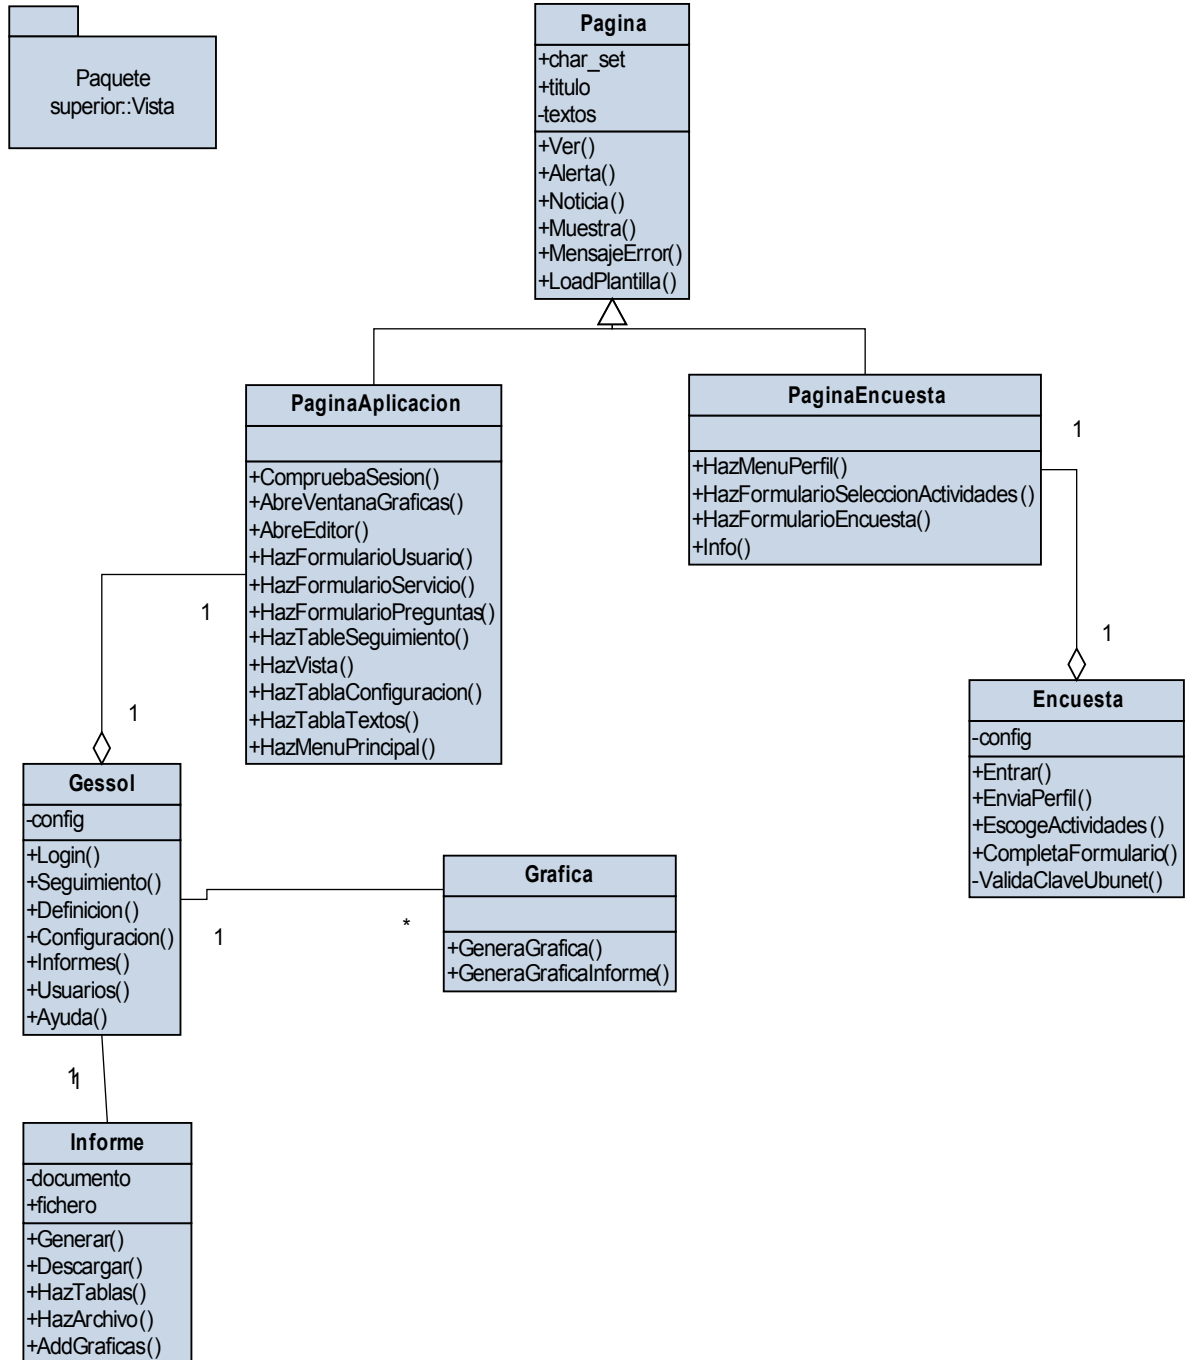 Paquete
superior::Vista
Pagina
+char_set
+titulo
-textos
+Ver()
+Alerta()
+Noticia()
+Muestra()
+MensajeError()
+LoadPlantilla()
PaginaAplicacion
+CompruebaSesion()
+AbreVentanaGraficas()
+AbreEditor()
+HazFormularioUsuario()
+HazFormularioServicio()
+HazFormularioPreguntas()
+HazTableSeguimiento()
+HazVista()
+HazTablaConfiguracion()
+HazTablaTextos()
+HazMenuPrincipal()
PaginaEncuesta
+HazMenuPerfil()
+HazFormularioSeleccionActividades()
+HazFormularioEncuesta()
+Info()
1
1
1
1
Encuesta
-config
+Entrar()
+EnviaPerfil()
+EscogeActividades()
+CompletaFormulario()
-ValidaClaveUbunet()
Gessol
-config
+Login()
+Seguimiento()
+Definicion()
+Configuracion()
+Informes()
+Usuarios()
+Ayuda()
1
*
Grafica
+GeneraGrafica()
+GeneraGraficaInforme()
1
1
Informe
-documento
+fichero
+Generar()
+Descargar()
+HazTablas()
+HazArchivo()
+AddGraficas()